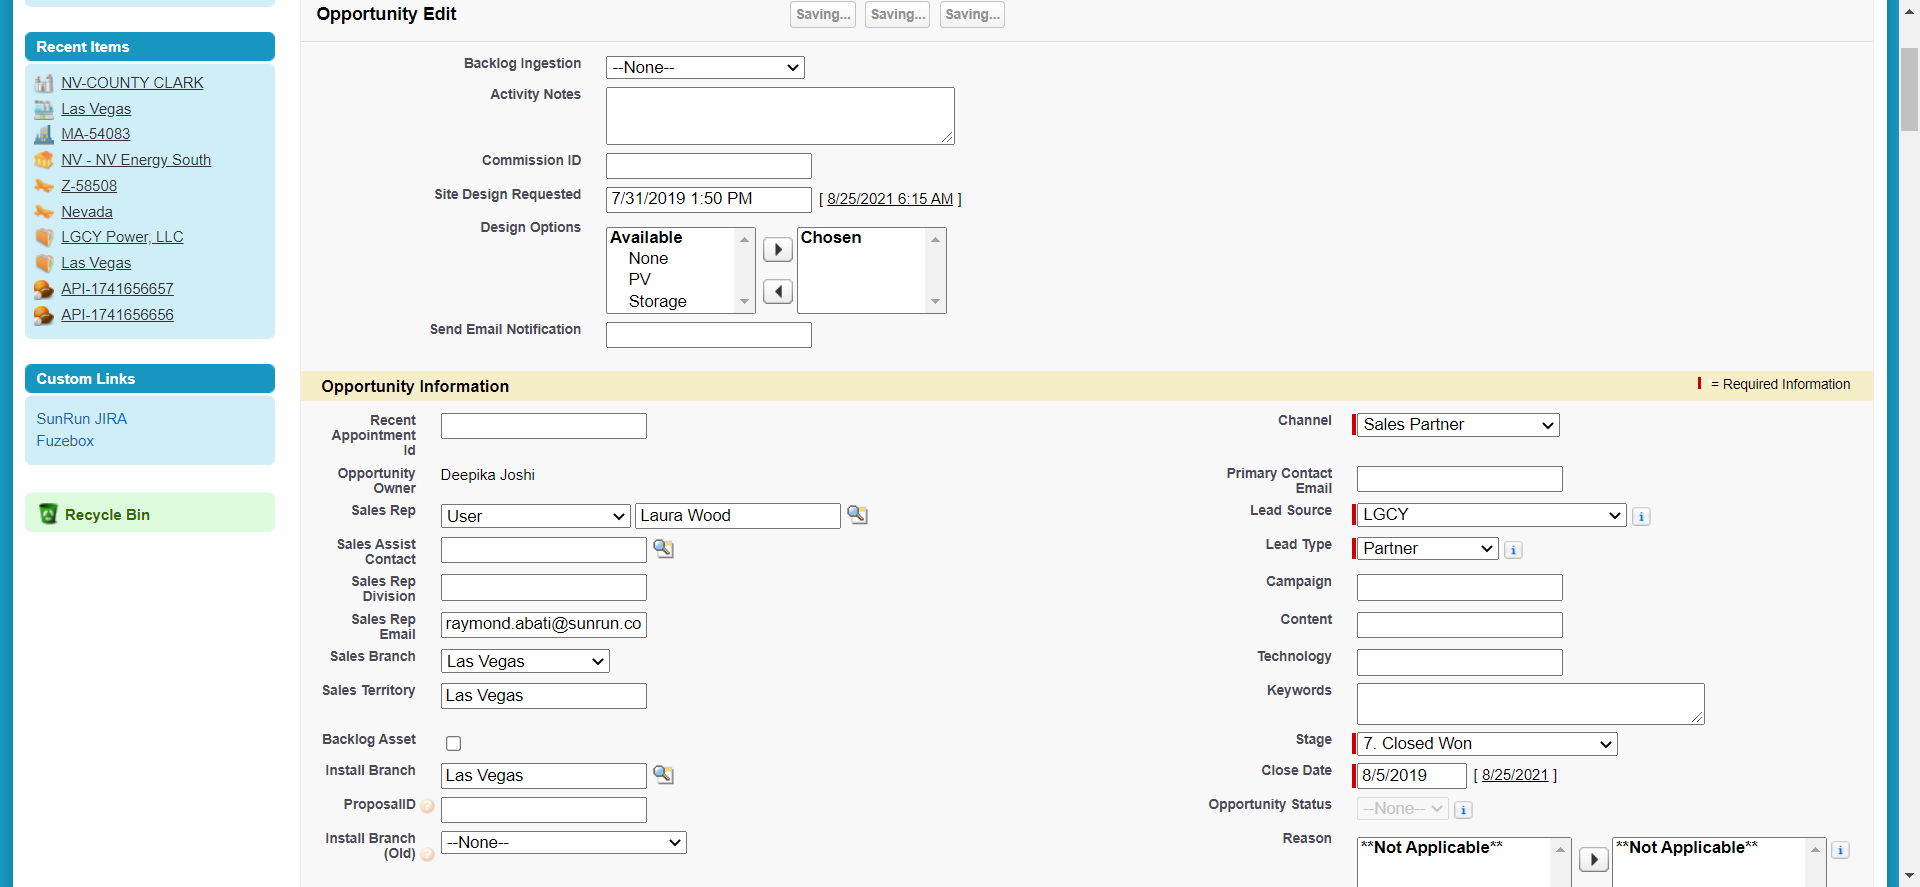 Opportunity Edit
Saving... Saving... Saving...
Recent Items
NV-COUNTY CLARK
Las Vegas
MA-54083
NV - NV Energy South
Z-58508
Nevada
LGCY Power, LLC
Las Vegas
API-1741656657
API-1741656656
Custom Links
SunRun JIRA
Fuzebox
Recycle Bin
Backlog Ingestion --None--
Activity Notes
Commission ID
Site Design Requested 7/31/2019 1:50 PM [ 8/25/2021 6:15 AM ]
Design Options
Available
None
PV
Storage
Chosen
Send Email Notification
Opportunity Information
= Required Information
Recent
Appointment
Id
Opportunity
Owner
Deepika Joshi
Sales Rep User Laura Wood
Sales Assist
Contact
Sales Rep
Division
Sales Rep
Email
raymond.abati@sunrun.co
Sales Branch Las Vegas
Sales Territory Las Vegas
Backlog Asset
Install Branch Las Vegas
ProposalID ?
Install Branch
(Old) ?
--None--
Channel Sales Partner
Primary Contact
Email
Lead Source LGCY i
Lead Type Partner i
Campaign
Content
Technology
Keywords
Stage 7. Closed Won
Close Date 8/5/2019 [ 8/25/2021 ]
Opportunity Status --None-- i
Reason **Not Applicable** **Not Applicable** i